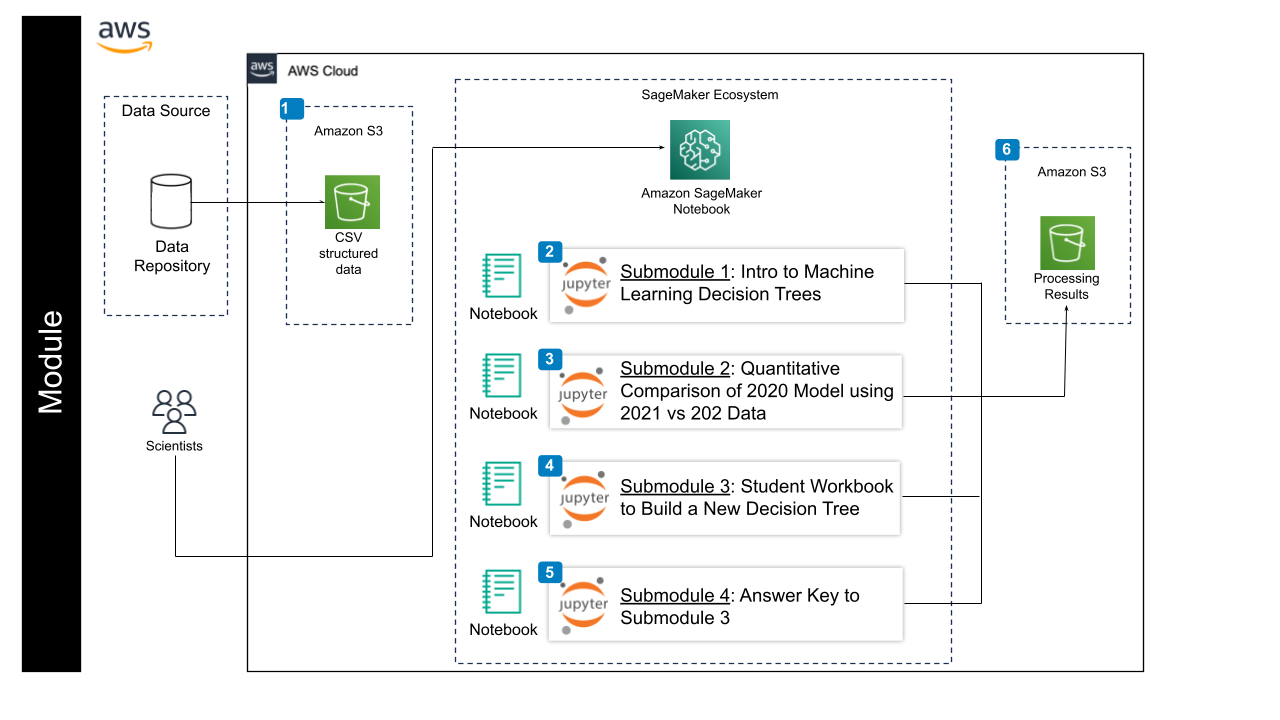 Module
aws
aws
AWS Cloud
Data Source
Data
Repository
Scientists
1
Amazon S3
CSV
structured
data
SageMaker Ecosystem
Amazon SageMaker
Notebook
Notebook
2
jupyter
Submodule 1: Intro to Machine
Learning Decision Trees
Notebook
3
jupyter
Submodule 2: Quantitative
Comparison of 2020 Model using
2021 vs 202 Data
Notebook
4
jupyter
Submodule 3: Student Workbook
to Build a New Decision Tree
Notebook
5
jupyter
Submodule 4: Answer Key to
Submodule 3
6
Amazon S3
Processing
Results